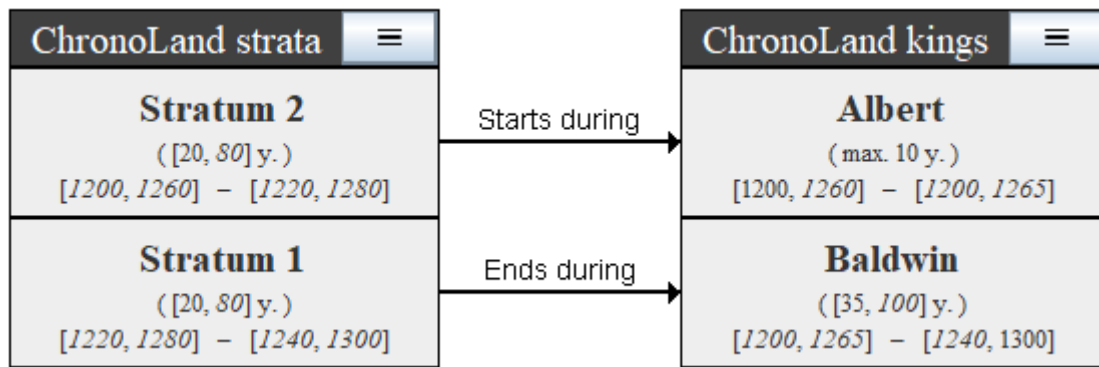 ChronoLand strata ≡
Stratum 2
( [20, 80] y. )
[1200, 1260] – [1220, 1280]
Stratum 1
( [20, 80] y. )
[1220, 1280] – [1240, 1300]
Starts during
Ends during
ChronoLand kings ≡
Albert
( max. 10 y. )
[1200, 1260] – [1200, 1265]
Baldwin
( [35, 100] y. )
[1200, 1265] – [1240, 1300]